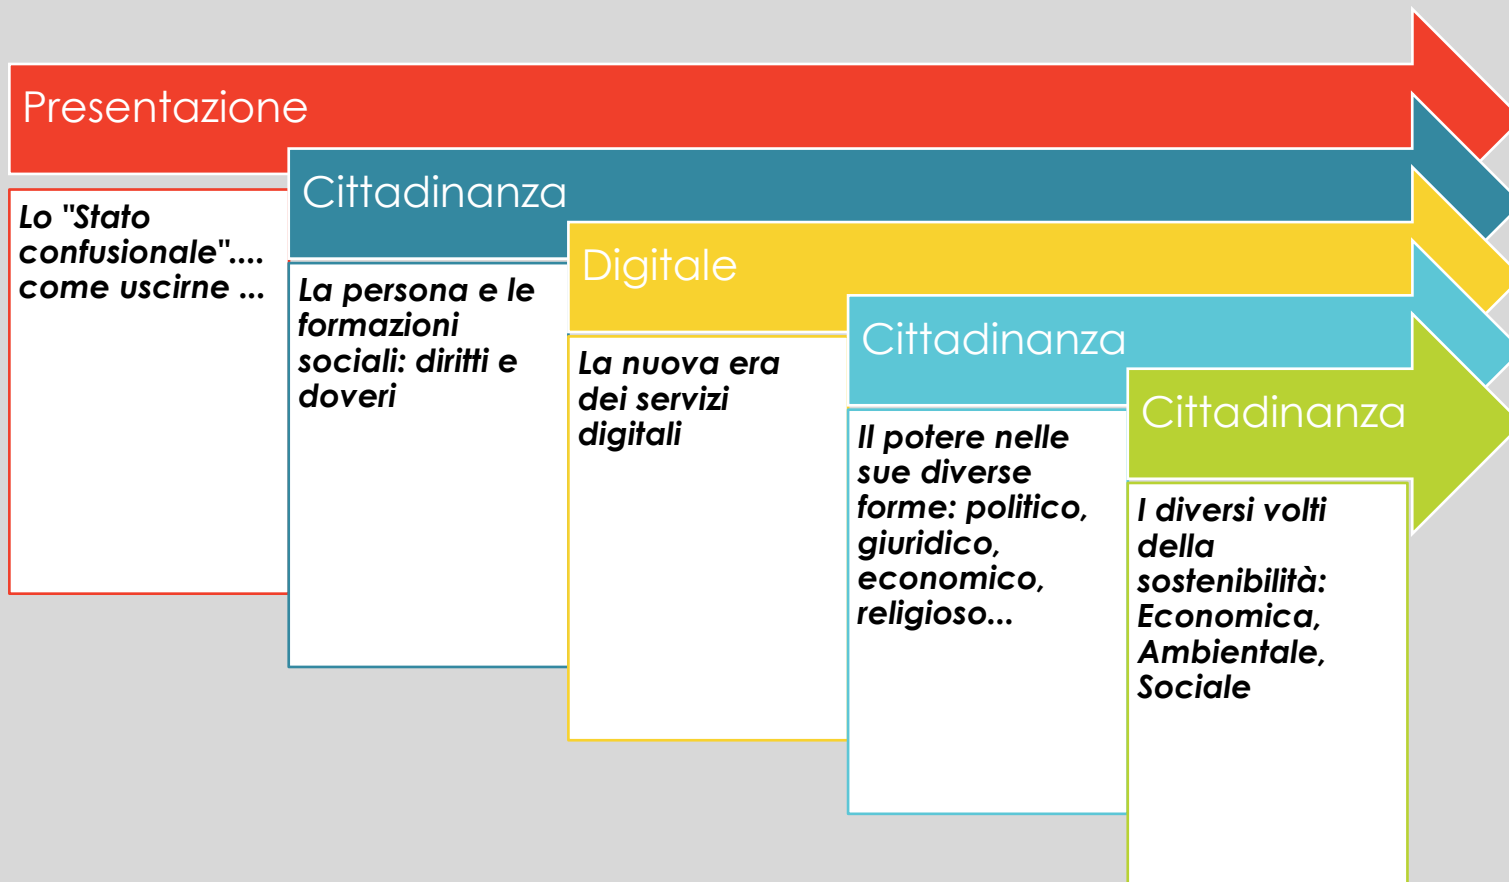 Presentazione
Lo "Stato
confusionale"....
come uscirne ...
Cittadinanza
La persona e le
formazioni
sociali: diritti e
doveri
Digitale
La nuova era
dei servizi
digitali
Cittadinanza
Il potere nelle
sue diverse
forme: politico,
giuridico,
economico,
religioso...
Cittadinanza
I diversi volti
della
sostenibilità:
Economica,
Ambientale,
Sociale